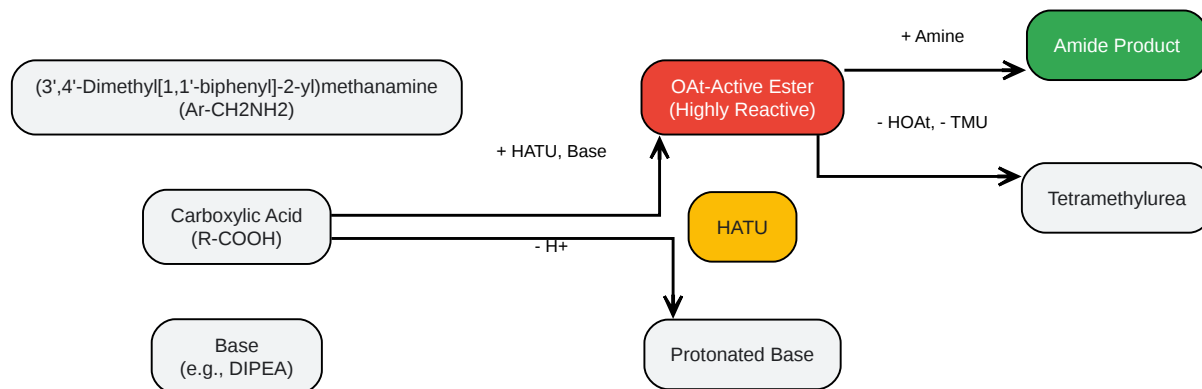 + Amine
Amide Product
(3',4'-Dimethyl[1,1'-biphenyl]-2-yl)methanamine
(Ar-CH2NH2)
OAt-Active Ester
(Highly Reactive)
- HOAt, - TMU
+ HATU, Base
Tetramethylurea
Carboxylic Acid
(R-COOH)
HATU
- H+
Base
(e.g., DIPEA)
Protonated Base